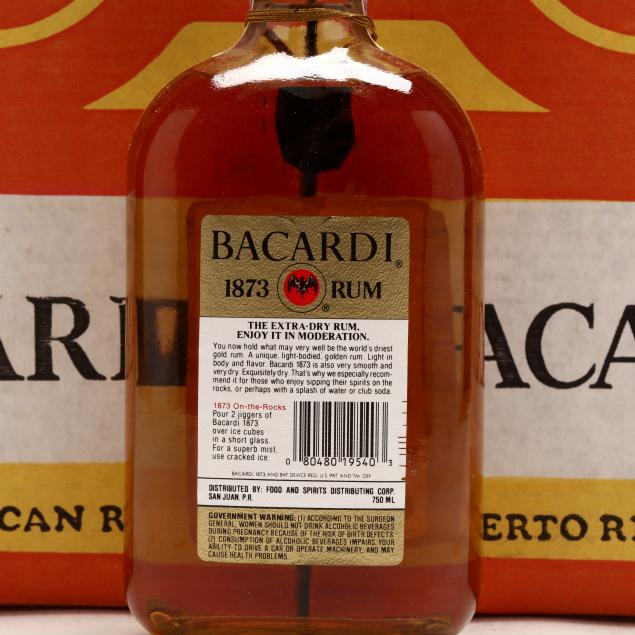 BACARDI®
1873 RUM®
THE EXTRA-DRY RUM.
ENJOY IT IN MODERATION.
You now hold what may very well be the world's driest
gold rum. A unique, light-bodied, golden rum. Light in
body and flavor. Bacardi 1873 is also very smooth and
very dry. Exquisitely dry. That's why we especially recom-
mend it for those who enjoy sipping their spirits on the
rocks, or perhaps with a splash of water or club soda.
1873 On-the-Rocks
Pour 2 jiggers of
Bacardi 1873
over ice cubes
in a short glass.
For a superb mist,
use cracked ice.
0 80480 19540 3
BACARDI, 1873 AND BAT DEVICE REG. U.S. PAT. AND TM. OFF.
DISTRIBUTED BY: FOOD AND SPIRITS DISTRIBUTING CORP.
SAN JUAN, P.R. 750 ML
GOVERNMENT WARNING: (1) ACCORDING TO THE SURGEON
GENERAL, WOMEN SHOULD NOT DRINK ALCOHOLIC BEVERAGES
DURING PREGNANCY BECAUSE OF THE RISK OF BIRTH DEFECTS.
(2) CONSUMPTION OF ALCOHOLIC BEVERAGES IMPAIRS YOUR
ABILITY TO DRIVE A CAR OR OPERATE MACHINERY, AND MAY
CAUSE HEALTH PROBLEMS.
ARDI ACA
CAN R ERTO RI